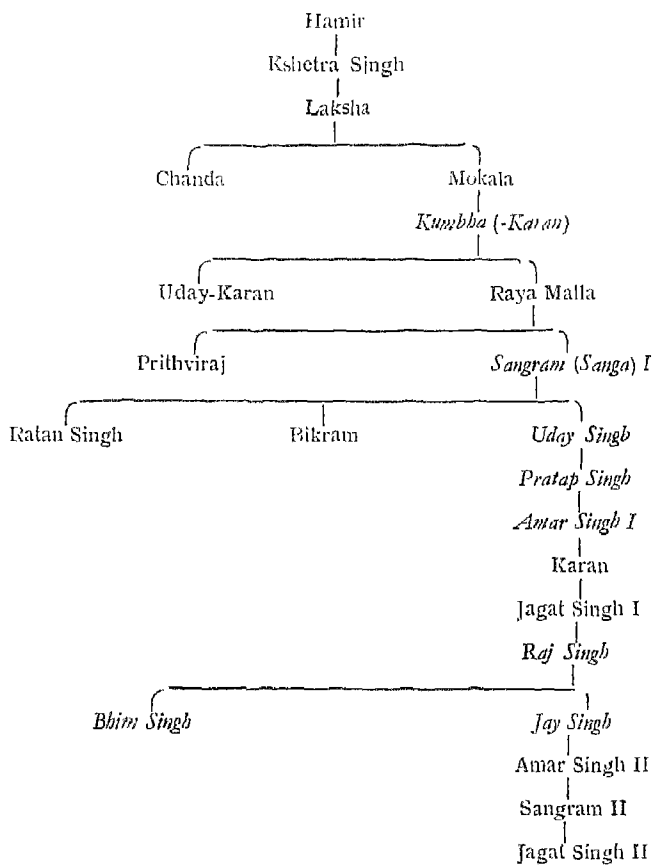 Hamir
Kshetra Singh
Laksha
Chanda Mokala
Kumbha (-Karan)
Uday-Karan Raya Malla
Prithviraj Sangram (Sanga) I
Ratan Singh Bikram Uday Singh
Pratap Singh
Amar Singh I
Karan
Jagat Singh I
Raj Singh
Bhim Singh Jay Singh
Amar Singh II
Sangram II
Jagat Singh II